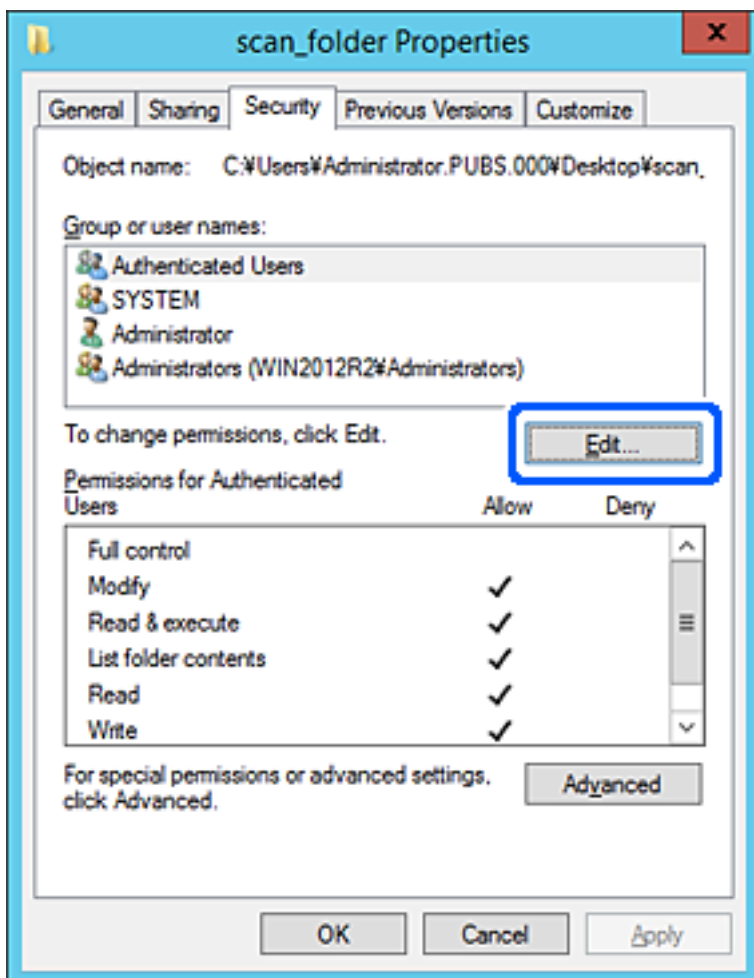 scan_folder Properties
x
General Sharing Security Previous Versions Customize
Object name: C:¥Users¥Administrator.PUBS.000¥Desktop¥scan_
Group or user names:
Authenticated Users
SYSTEM
Administrator
Administrators (WIN2012R2¥Administrators)
To change permissions, click Edit.
Edit...
Permissions for Authenticated
Users Allow Deny
Full control
Modify
Read & execute
List folder contents
Read
Write
For special permissions or advanced settings,
click Advanced.
Advanced
OK Cancel Apply